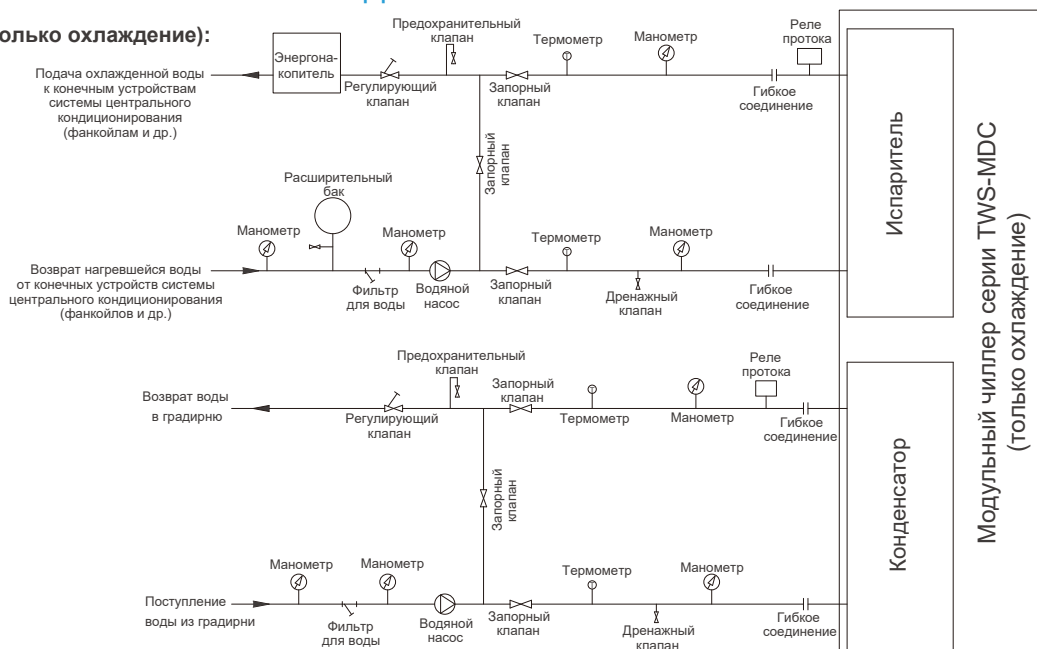 олько охлаждение):
Предохранительный
клапан
Термометр
Манометр
Реле
протока
Энергона-
копитель
Подача охлажденной воды
к конечным устройствам
системы центрального
кондиционирования
(фанкойлам и др.)
Регулирующий
клапан
Запорный
клапан
Гибкое
соединение
Запорный
клапан
Испаритель
Расширительный
бак
Манометр
Манометр
Термометр
Манометр
Возврат нагревшейся воды
от конечных устройств системы
центрального кондиционирования
(фанкойлов и др.)
Фильтр
для воды
Водяной
насос
Запорный
клапан
Дренажный
клапан
Гибкое
соединение
Модульный чиллер серии TWS-MDC
(только охлаждение)
Предохранительный
клапан
Запорный
клапан
Реле
протока
Возврат воды
в градирню
Регулирующий
клапан
Термометр
Манометр
Гибкое
соединение
Запорный
клапан
Конденсатор
Манометр
Манометр
Термометр
Манометр
Поступление
воды из градирни
Фильтр
для воды
Водяной
насос
Запорный
клапан
Дренажный
клапан
Гибкое
соединение